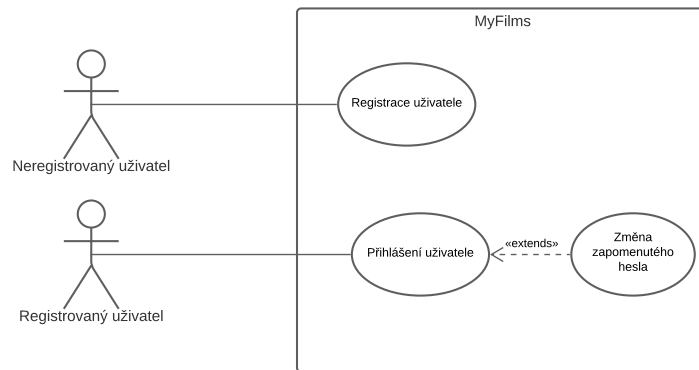 MyFilms
Registrace uživatele
Neregistrovaný uživatel
Přihlášení uživatele
«extends»
Změna
zapomenutého
hesla
Registrovaný uživatel